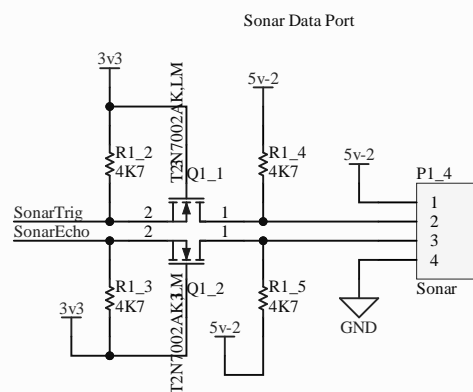 Sonar Data Port
3v3
5v-2
T2N7002AK,LM
3
R1_2
4K7
Q1_1
R1_4
4K7
5v-2
P1_4
SonarTrig
2
1
1
2
SonarEcho
2
1
3
4
R1_3
4K7
Q1_2
R1_5
4K7
Sonar
3v3
T2N7002AK,LM
3
5v-2
GND